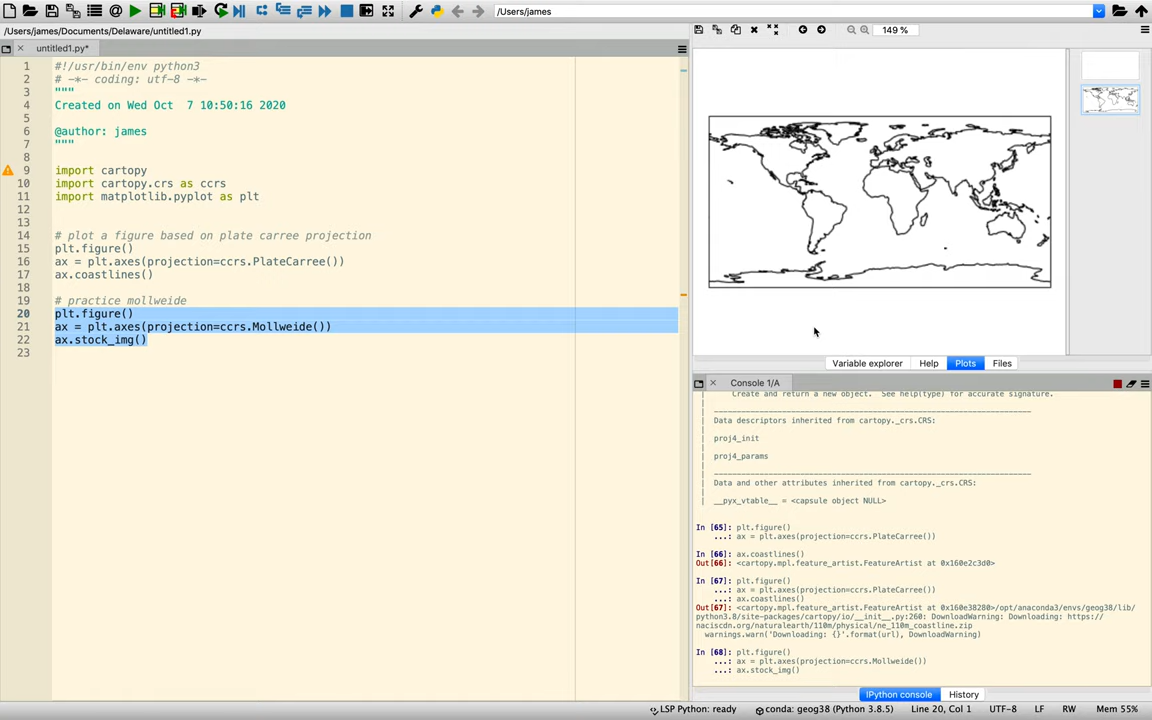 /Users/james
/Users/james/Documents/Delaware/untitled1.py
149 %
untitled1.py*
1 #!/usr/bin/env python3
2 # -*- coding: utf-8 -*-
3 """
4 Created on Wed Oct  7 10:50:16 2020
5
6 @author: james
7 """
8
9 import cartopy
10 import cartopy.crs as ccrs
11 import matplotlib.pyplot as plt
12
13
14 # plot a figure based on plate carree projection
15 plt.figure()
16 ax = plt.axes(projection=ccrs.PlateCarree())
17 ax.coastlines()
18
19 # practice mollweide
20 plt.figure()
21 ax = plt.axes(projection=ccrs.Mollweide())
22 ax.stock_img()
23
Variable explorer Help Plots Files
Console 1/A
| Create and return a new object.  See help(type) for accurate signature.
|
| ----------------------------------------------------------------------
| Data descriptors inherited from cartopy._crs.CRS:
|
| proj4_init
|
| proj4_params
|
| ----------------------------------------------------------------------
| Data and other attributes inherited from cartopy._crs.CRS:
|
| __pyx_vtable__ = <capsule object NULL>
In [65]: plt.figure()
...: ax = plt.axes(projection=ccrs.PlateCarree())
In [66]: ax.coastlines()
Out[66]: <cartopy.mpl.feature_artist.FeatureArtist at 0x160e2c3d0>
In [67]: plt.figure()
...: ax = plt.axes(projection=ccrs.PlateCarree())
...: ax.coastlines()
Out[67]: <cartopy.mpl.feature_artist.FeatureArtist at 0x160e38280>/opt/anaconda3/envs/geog38/lib/
python3.8/site-packages/cartopy/io/__init__.py:260: DownloadWarning: Downloading: https://
naciscdn.org/naturalearth/110m/physical/ne_110m_coastline.zip
warnings.warn('Downloading: {}'.format(url), DownloadWarning)
In [68]: plt.figure()
...: ax = plt.axes(projection=ccrs.Mollweide())
...: ax.stock_img()
IPython console History
LSP Python: ready conda: geog38 (Python 3.8.5) Line 20, Col 1 UTF-8 LF RW Mem 55%